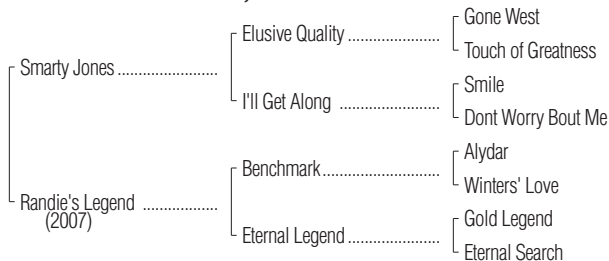 Gone West
Elusive Quality ....................
Touch of Greatness
Smarty Jones ......................
Smile
I'll Get Along ......................
Dont Worry Bout Me
Alydar
Benchmark.........................
Winters' Love
Randie's Legend ................
(2007)
Gold Legend
Eternal Legend ....................
Eternal Search